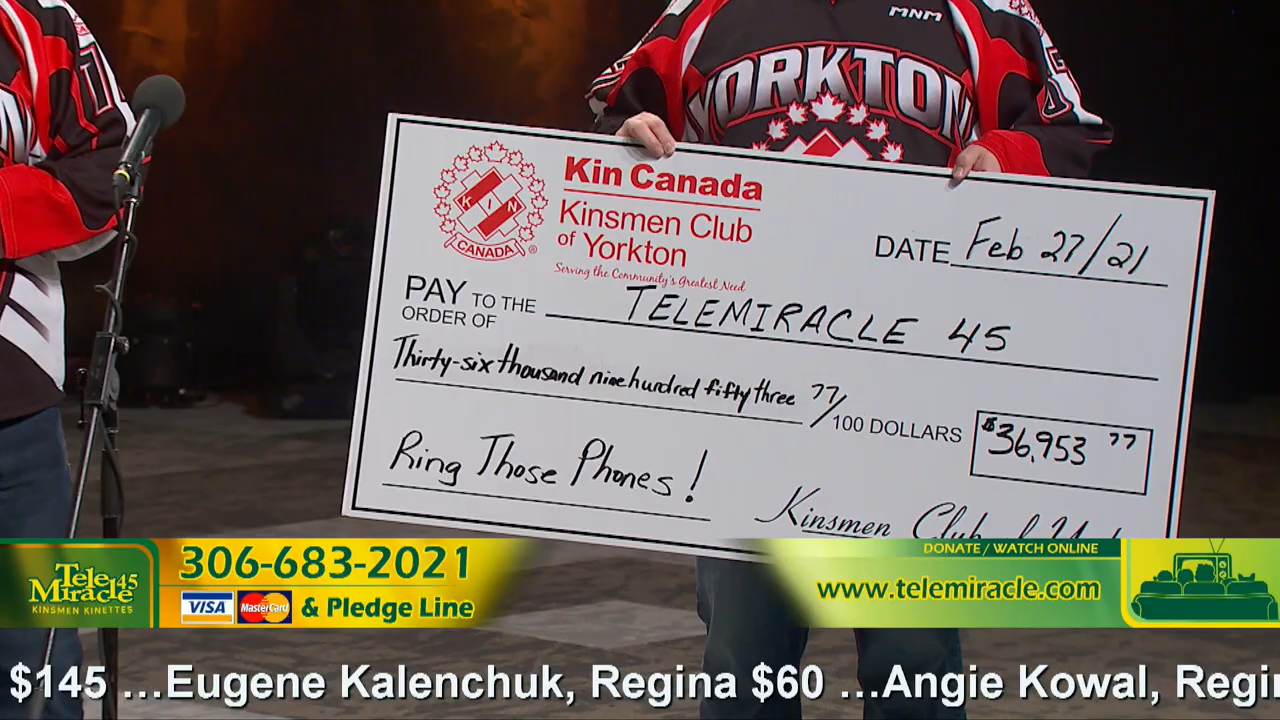 MNM
YORKTON
KIN
CANADA
Kin Canada
Kinsmen Club
of Yorkton
Serving the Community's Greatest Need
DATE Feb 27/21
PAY TO THE
ORDER OF
TELEMIRACLE 45
Thirty-six thousand nine hundred fifty three 77/100 DOLLARS
$36,953 77
Ring Those Phones!
Kinsmen Club of
TeleMiracle 45
KINSMEN KINETTES
306-683-2021
VISA MasterCard & Pledge Line
DONATE / WATCH ONLINE
www.telemiracle.com
$145 ...Eugene Kalenchuk, Regina $60 ...Angie Kowal, Regi